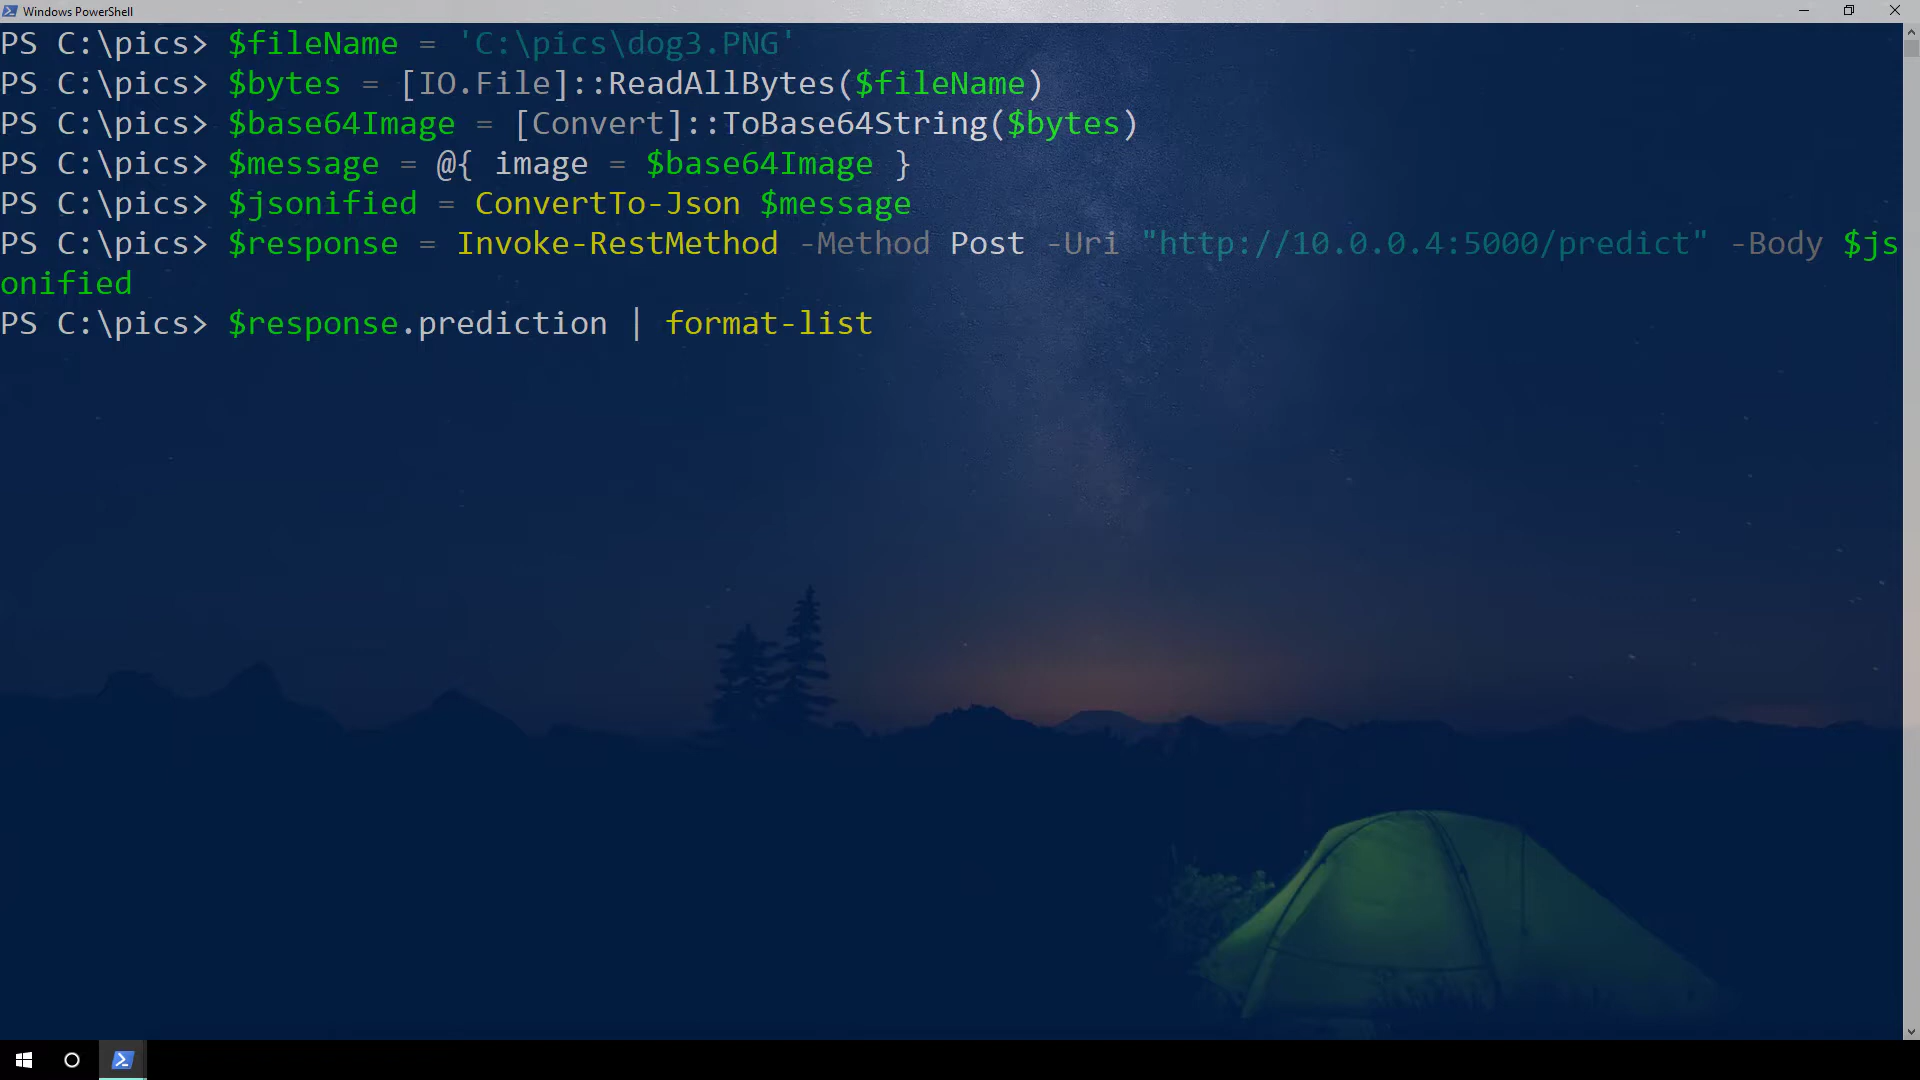 Windows PowerShell
PS C:\pics> $fileName = 'C:\pics\dog3.PNG'
PS C:\pics> $bytes = [IO.File]::ReadAllBytes($fileName)
PS C:\pics> $base64Image = [Convert]::ToBase64String($bytes)
PS C:\pics> $message = @{ image = $base64Image }
PS C:\pics> $jsonified = ConvertTo-Json $message
PS C:\pics> $response = Invoke-RestMethod -Method Post -Uri "http://10.0.0.4:5000/predict" -Body $js
onified
PS C:\pics> $response.prediction | format-list